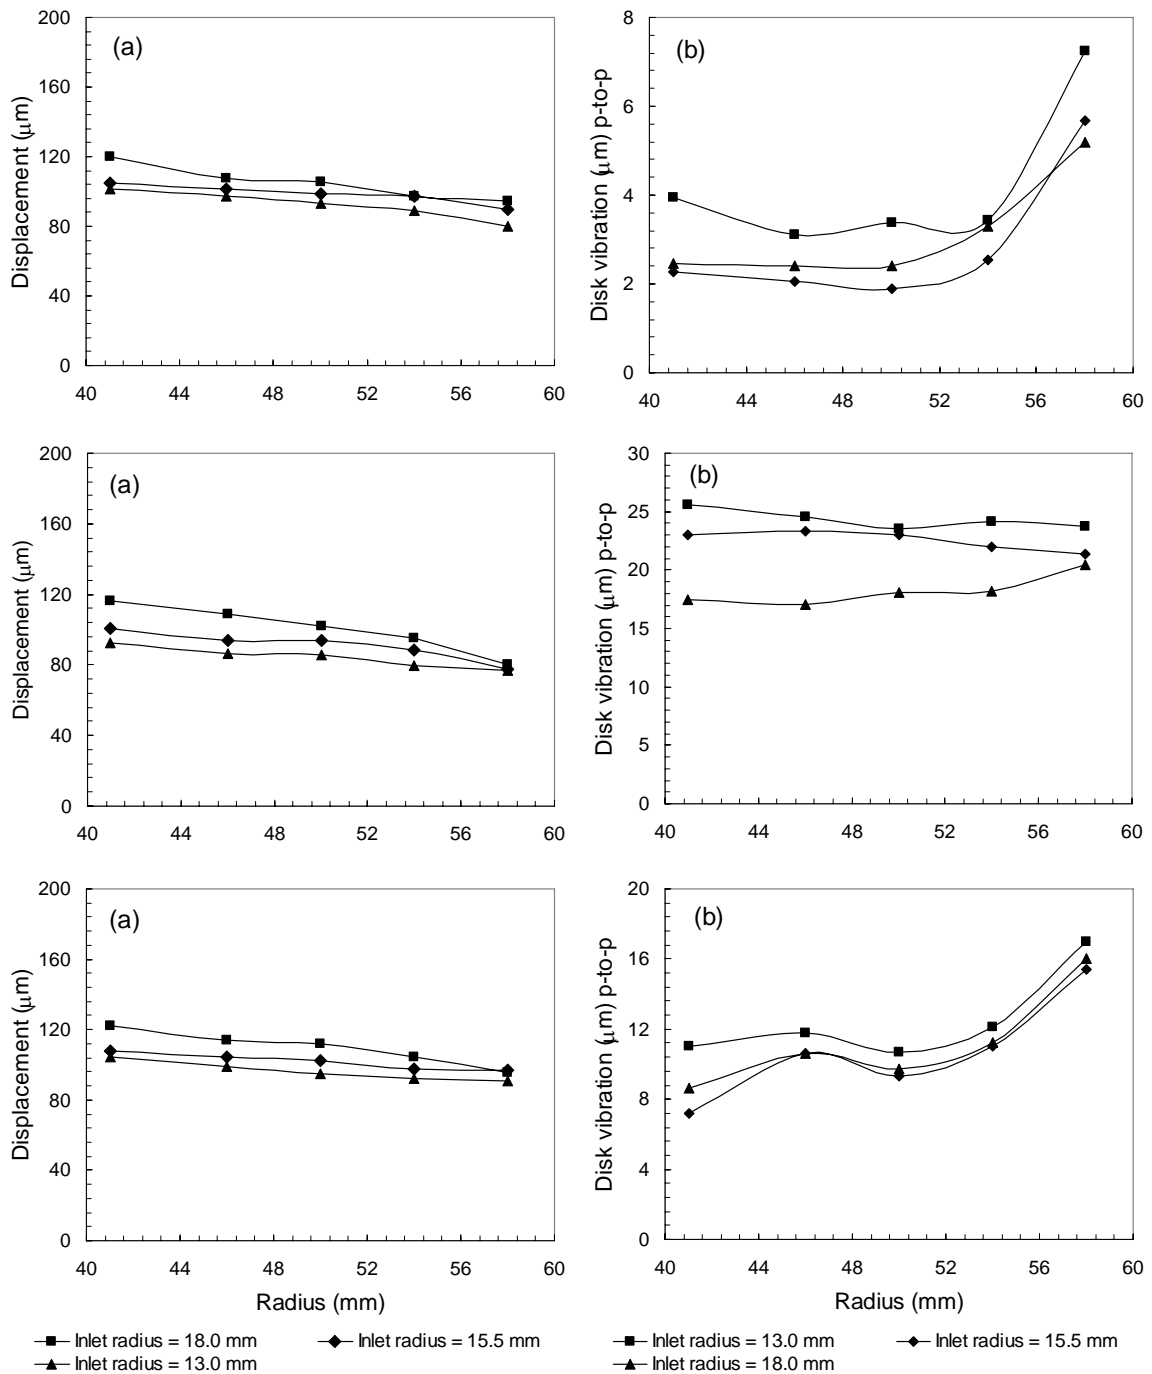 (a)
Displacement (μm)
200
160
120
80
40
0
40 44 48 52 56 60
(b)
Disk vibration (μm) p-to-p
8
6
4
2
0
40 44 48 52 56 60
(a)
Displacement (μm)
200
160
120
80
40
0
40 44 48 52 56 60
(b)
Disk vibration (μm) p-to-p
30
25
20
15
10
5
0
40 44 48 52 56 60
(a)
Displacement (μm)
200
160
120
80
40
0
40 44 48 52 56 60
Radius (mm)
(b)
Disk vibration (μm) p-to-p
20
16
12
8
4
0
40 44 48 52 56 60
Radius (mm)
Inlet radius = 18.0 mm Inlet radius = 15.5 mm
Inlet radius = 13.0 mm
Inlet radius = 13.0 mm Inlet radius = 15.5 mm
Inlet radius = 18.0 mm